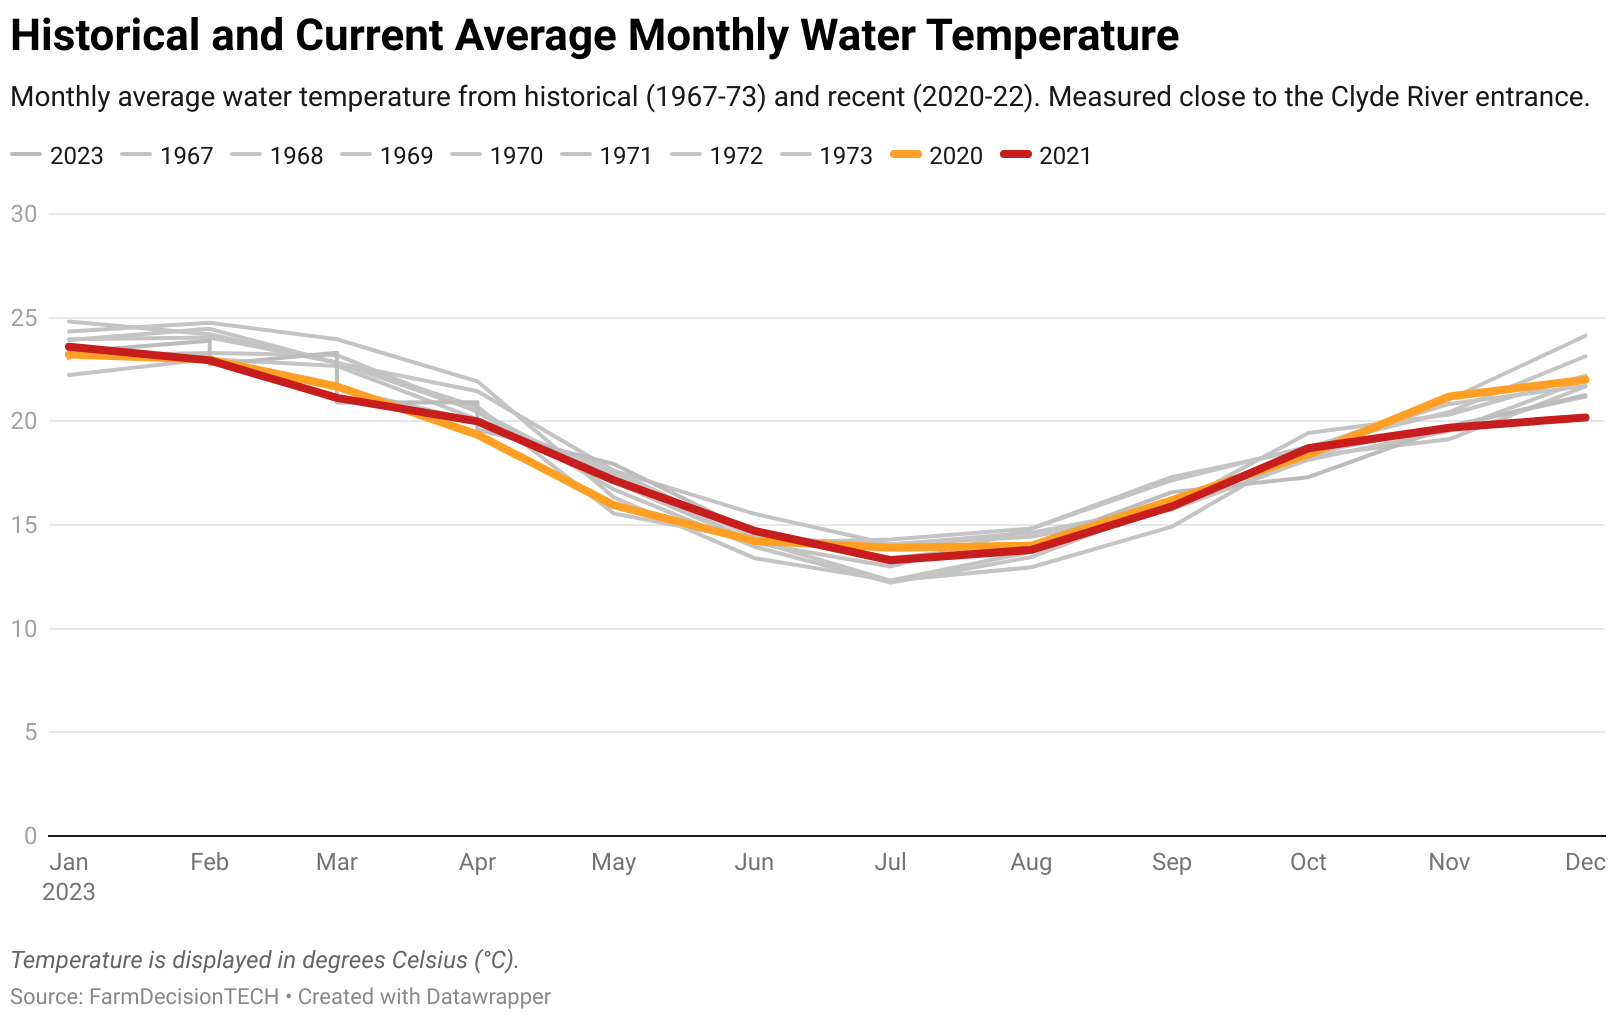 Historical and Current Average Monthly Water Temperature
Monthly average water temperature from historical (1967-73) and recent (2020-22). Measured close to the Clyde River entrance.
2023 1967 1968 1969 1970 1971 1972 1973 2020 2021
30
25
20
15
10
5
0
Jan Feb Mar Apr May Jun Jul Aug Sep Oct Nov Dec
2023
Temperature is displayed in degrees Celsius (°C).
Source: FarmDecisionTECH • Created with Datawrapper